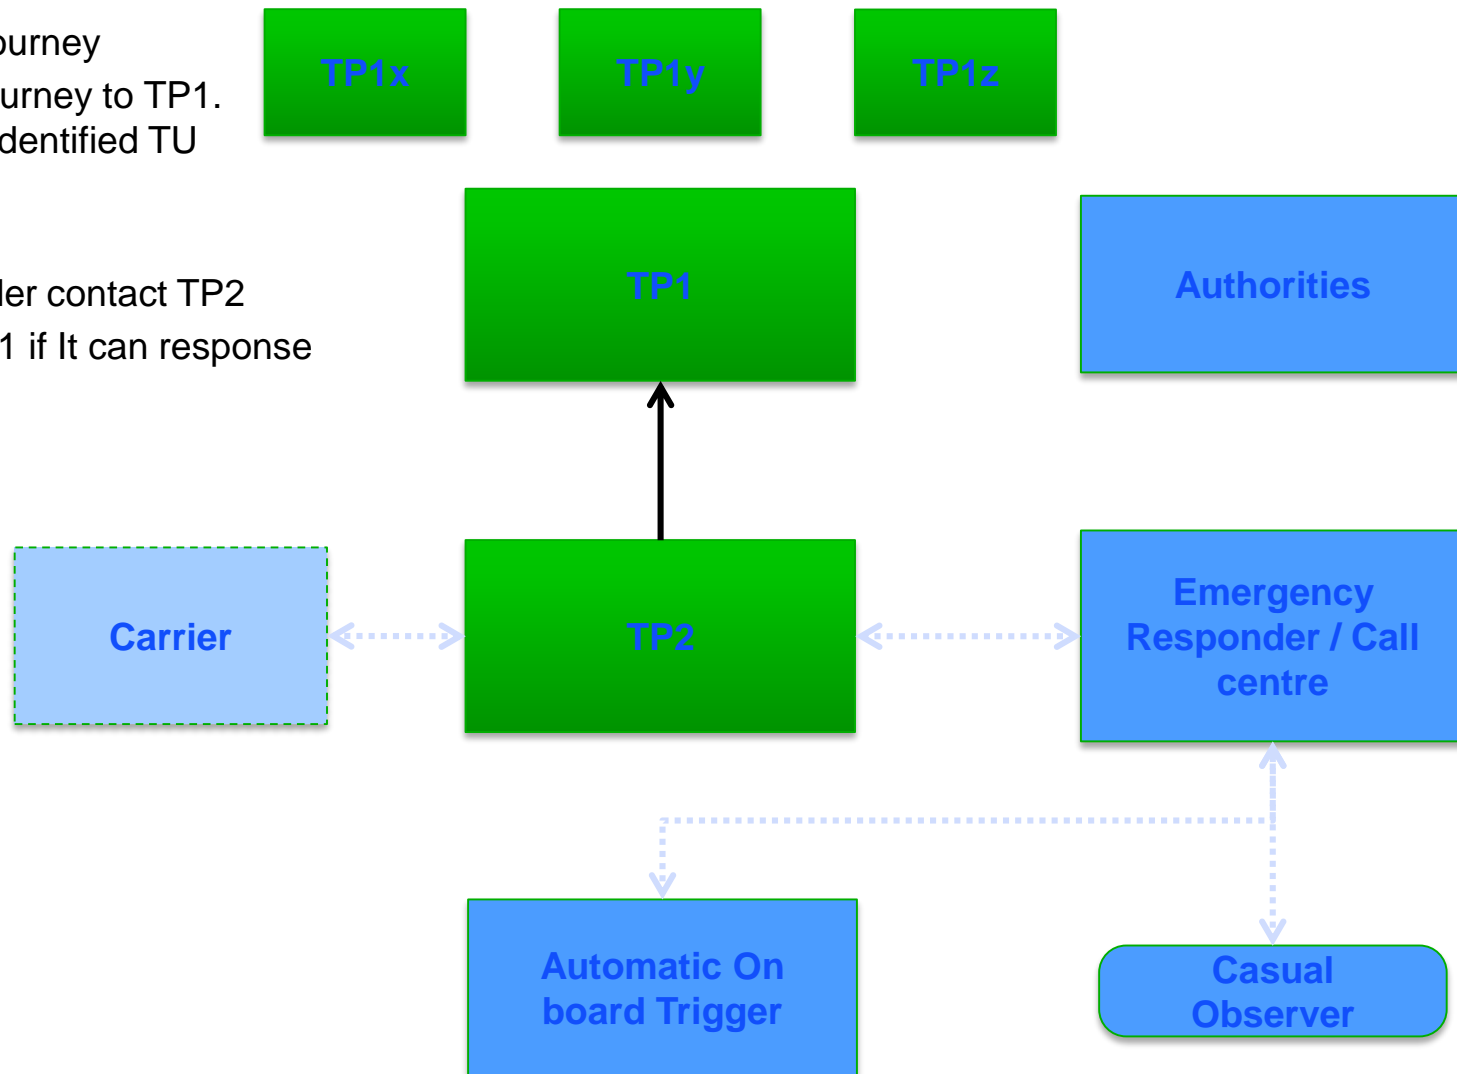 ourney
ourney to TP1.
dentified TU
ler contact TP2
1 if It can response
TP1x
TP1y
TP1z
TP1
Authorities
Carrier
TP2
Emergency
Responder / Call
centre
Automatic On
board Trigger
Casual
Observer